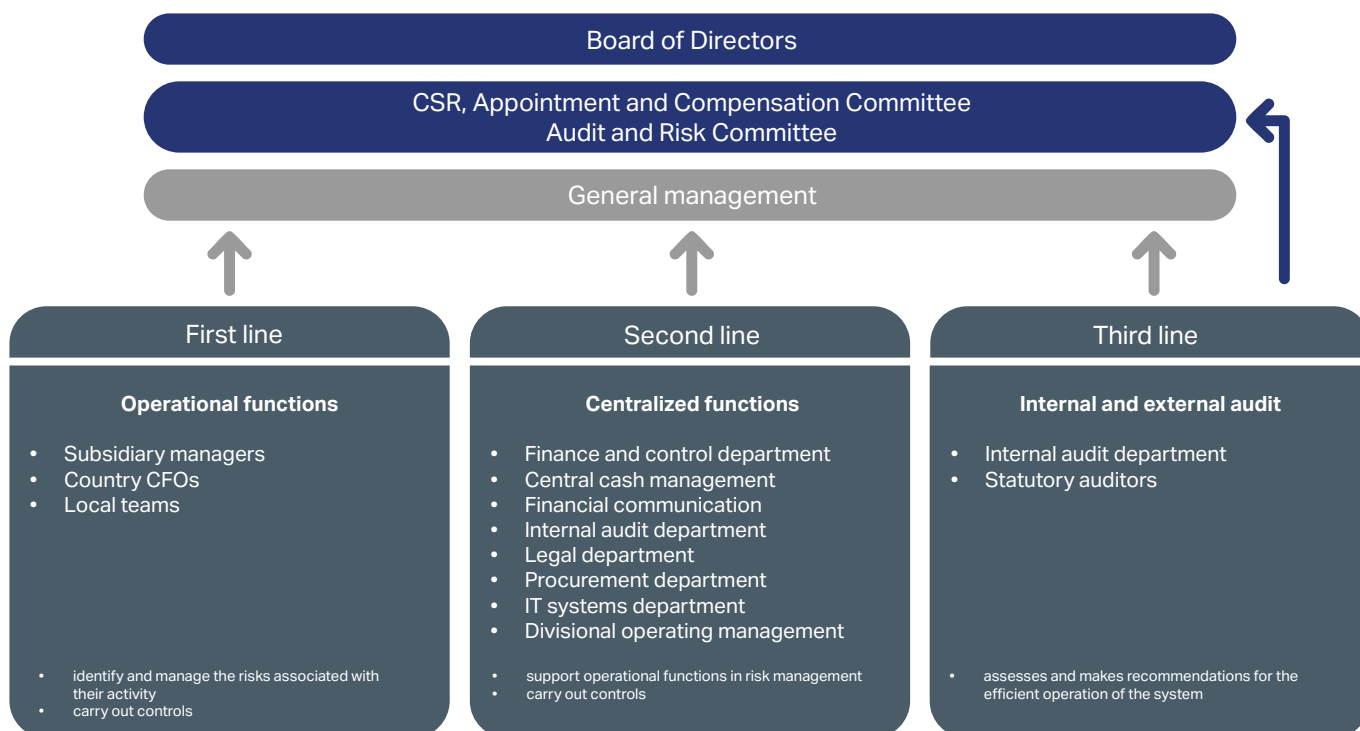 Board of Directors
CSR, Appointment and Compensation Committee
Audit and Risk Committee
General management
First line
Operational functions
• Subsidiary managers
• Country CFOs
• Local teams
• identify and manage the risks associated with
their activity
• carry out controls
Second line
Centralized functions
• Finance and control department
• Central cash management
• Financial communication
• Internal audit department
• Legal department
• Procurement department
• IT systems department
• Divisional operating management
• support operational functions in risk management
• carry out controls
Third line
Internal and external audit
• Internal audit department
• Statutory auditors
• assesses and makes recommendations for the
efficient operation of the system